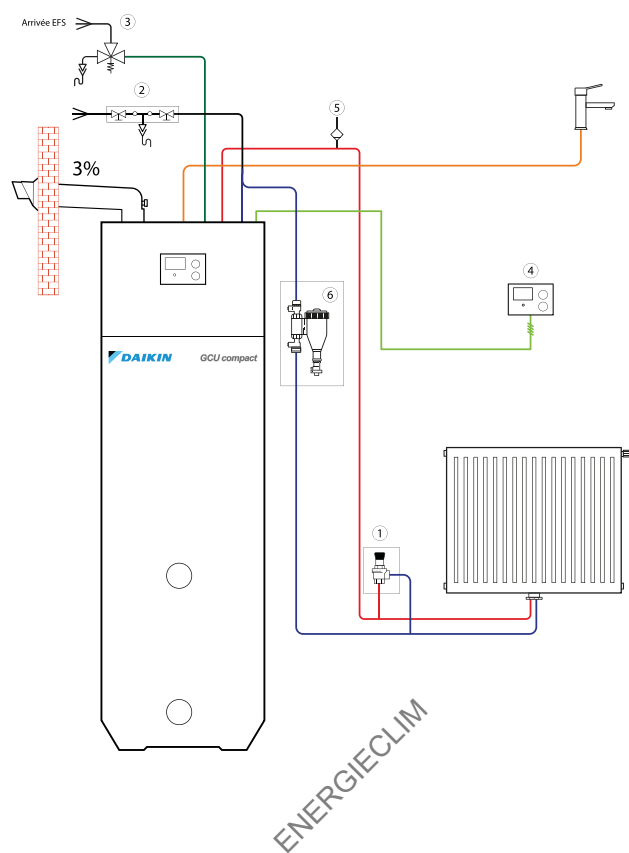 Arrivée EFS
3
2
5
3%
4
6
DAIKIN
GCU compact
1
ENERGIECLIM